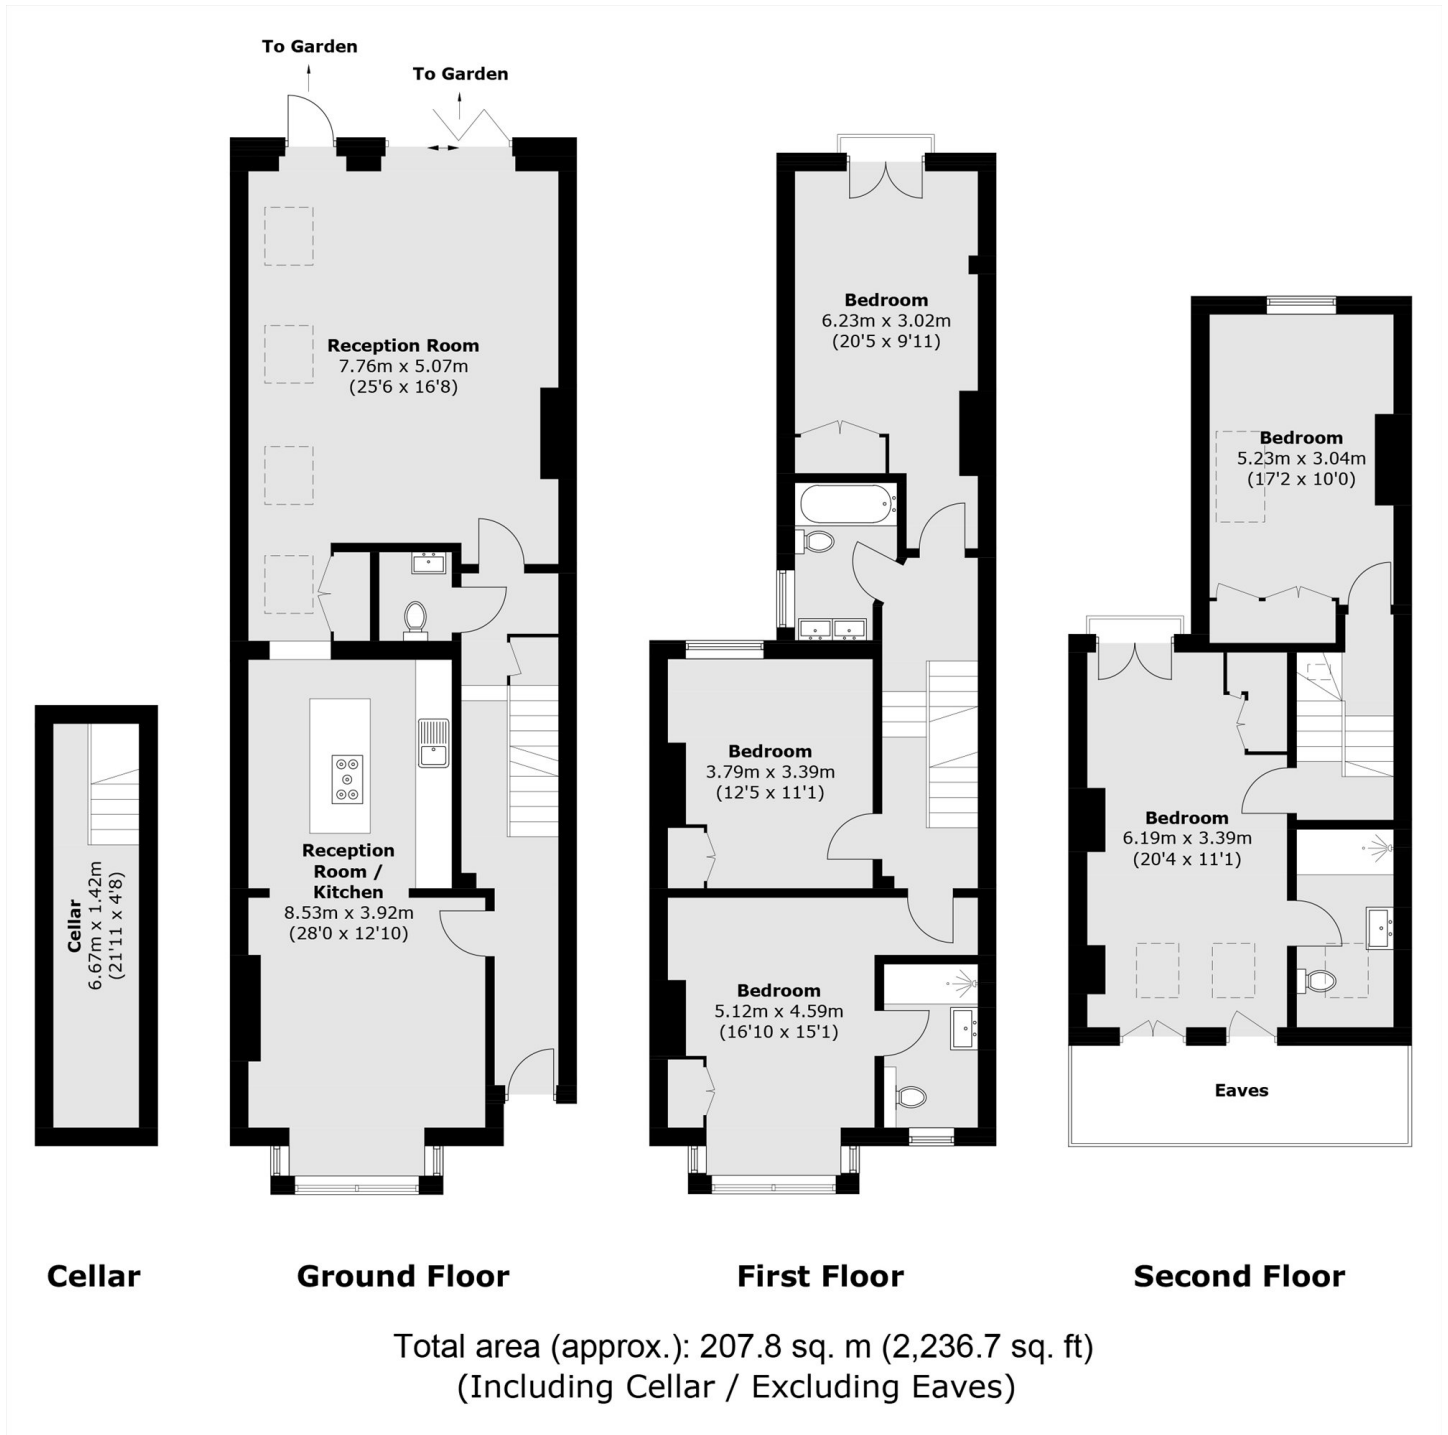 To Garden
To Garden
Reception Room
7.76m x 5.07m
(25'6 x 16'8)
Reception
Room /
Kitchen
8.53m x 3.92m
(28'0 x 12'10)
Cellar
6.67m x 1.42m
(21'11 x 4'8)
Bedroom
6.23m x 3.02m
(20'5 x 9'11)
Bedroom
3.79m x 3.39m
(12'5 x 11'1)
Bedroom
5.12m x 4.59m
(16'10 x 15'1)
Bedroom
5.23m x 3.04m
(17'2 x 10'0)
Bedroom
6.19m x 3.39m
(20'4 x 11'1)
Eaves
Cellar
Ground Floor
First Floor
Second Floor
Total area (approx.): 207.8 sq. m (2,236.7 sq. ft)
(Including Cellar / Excluding Eaves)